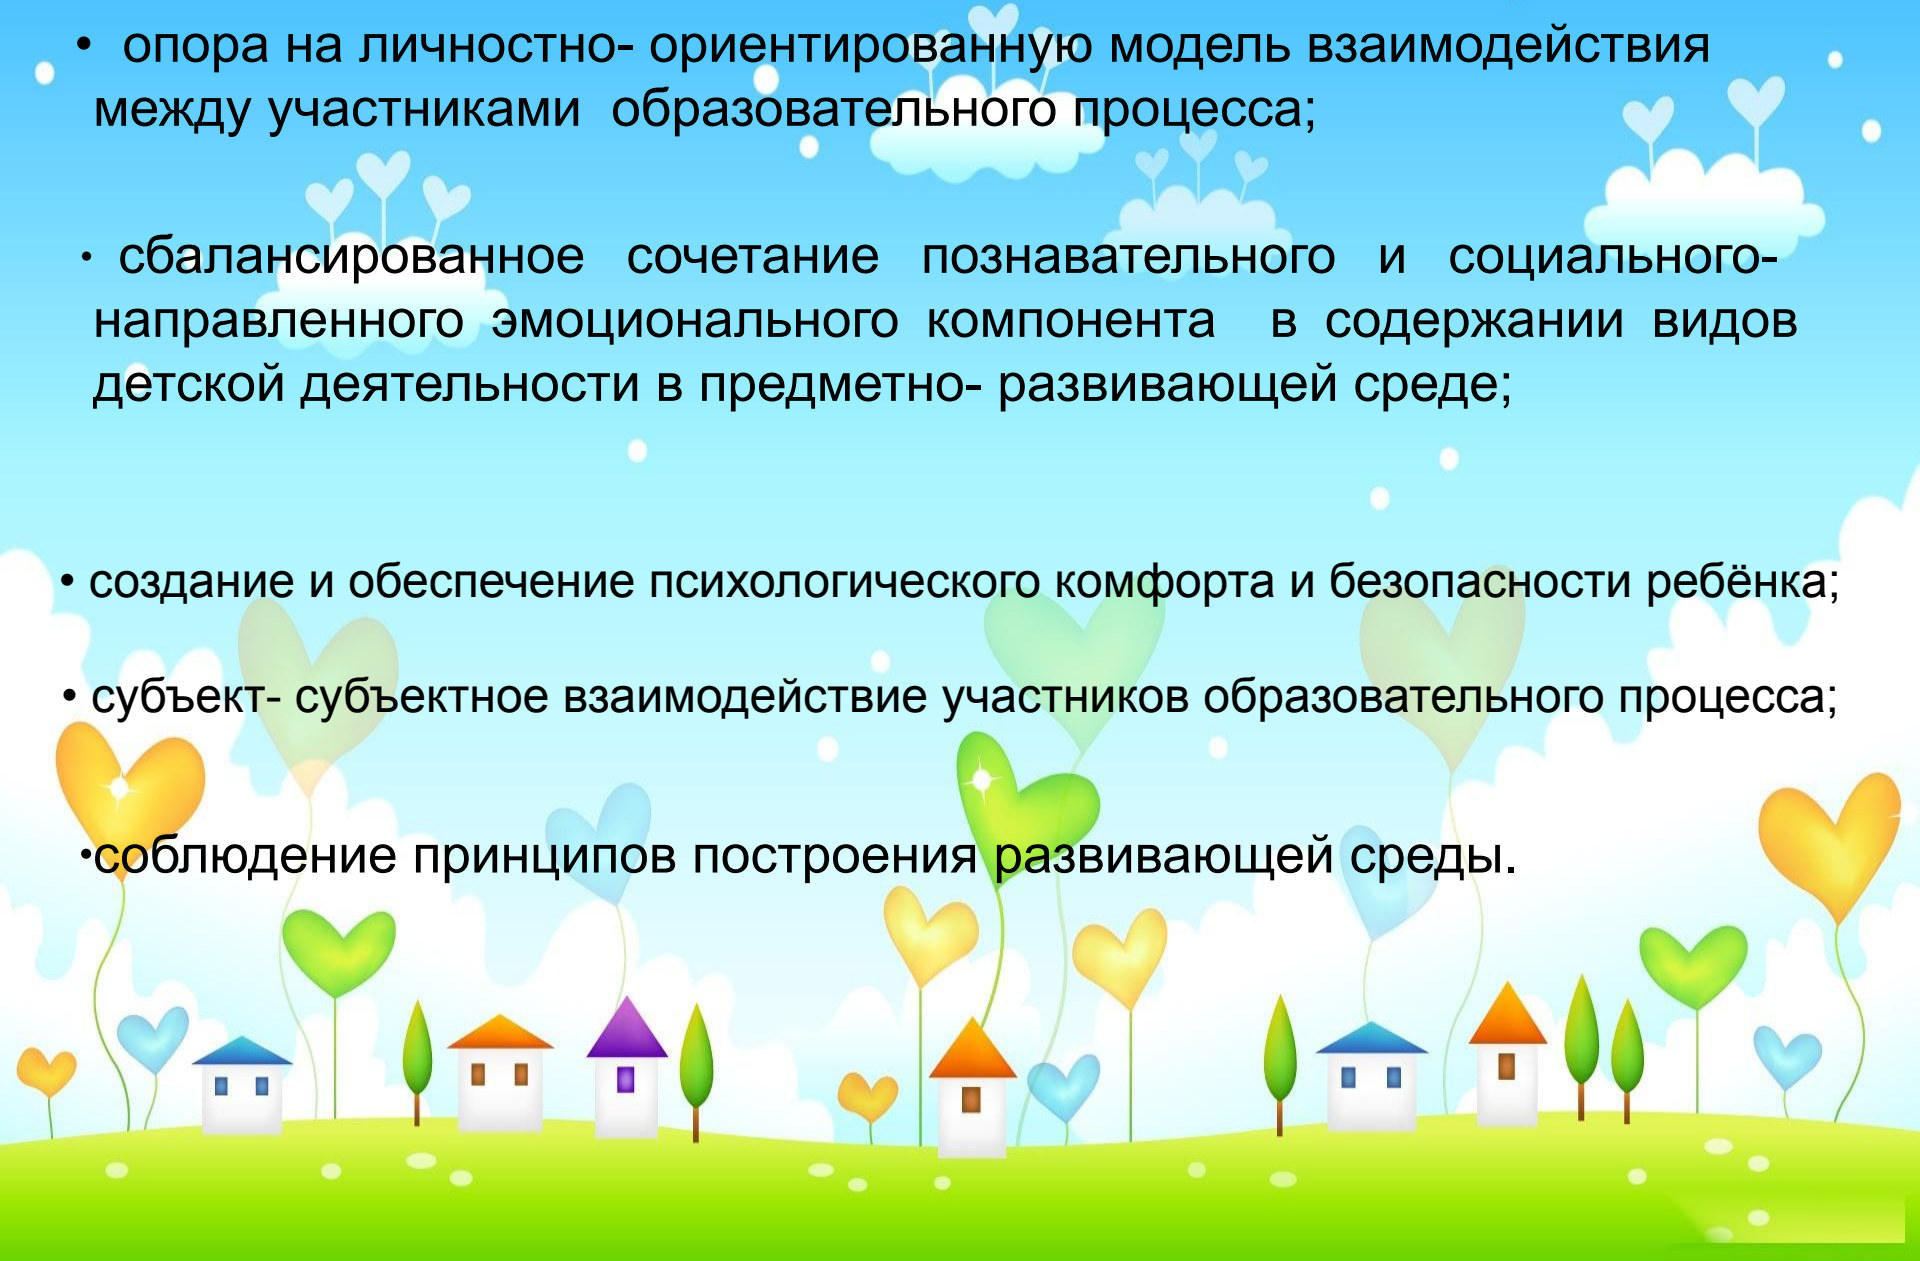 • опора на личностно- ориентированную модель взаимодействия
между участниками образовательного процесса;
• сбалансированное сочетание познавательного и социального-
направленного эмоционального компонента в содержании видов
детской деятельности в предметно- развивающей среде;
• создание и обеспечение психологического комфорта и безопасности ребёнка;
• субъект- субъектное взаимодействие участников образовательного процесса;
•соблюдение принципов построения развивающей среды.